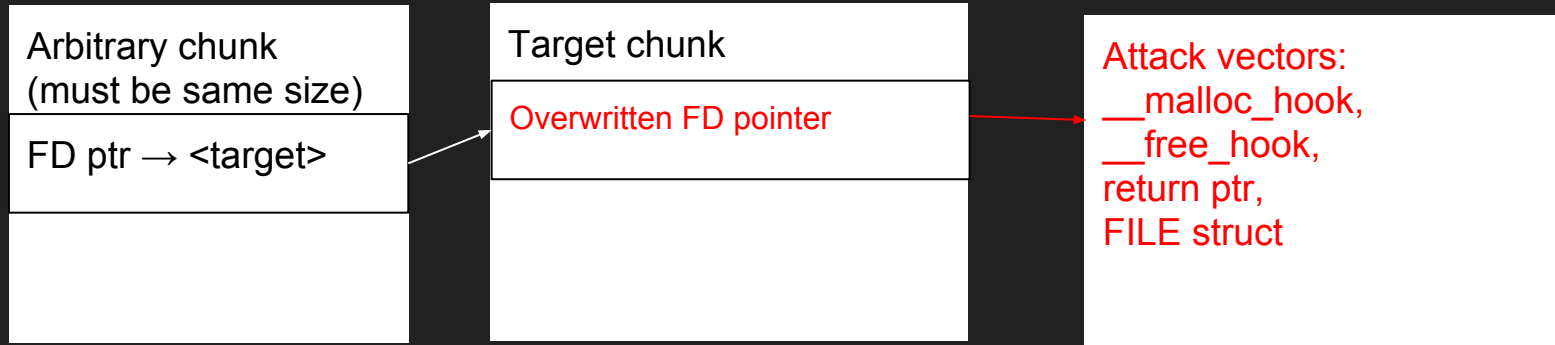 Arbitrary chunk
(must be same size)
FD ptr → <target>
Target chunk
Overwritten FD pointer
Attack vectors:
__malloc_hook,
__free_hook,
return ptr,
FILE struct